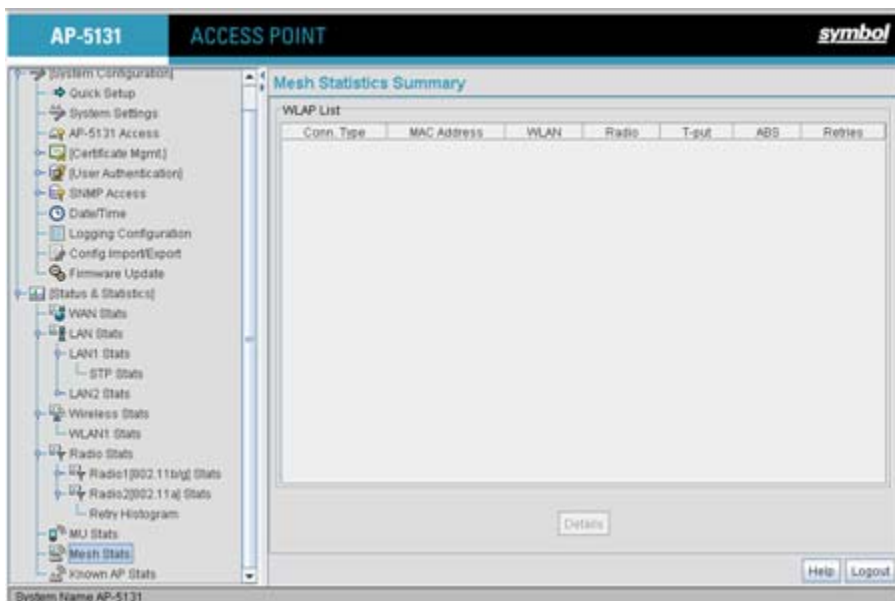 AP-5131 ACCESS POINT symbol
[System Configuration]
Quick Setup
System Settings
AP-5131 Access
[Certificate Mgmt.]
[User Authentication]
SNMP Access
Date/Time
Logging Configuration
Config Import/Export
Firmware Update
[Status & Statistics]
WAN Stats
LAN Stats
LAN1 Stats
STP Stats
LAN2 Stats
Wireless Stats
WLAN1 Stats
Radio Stats
Radio1[802.11b/g] Stats
Radio2[802.11a] Stats
Retry Histogram
MU Stats
Mesh Stats
Known AP Stats
Mesh Statistics Summary
WLAP List
Conn. Type MAC Address WLAN Radio T-put ABS Retries
Details
Help Logout
System Name AP-5131